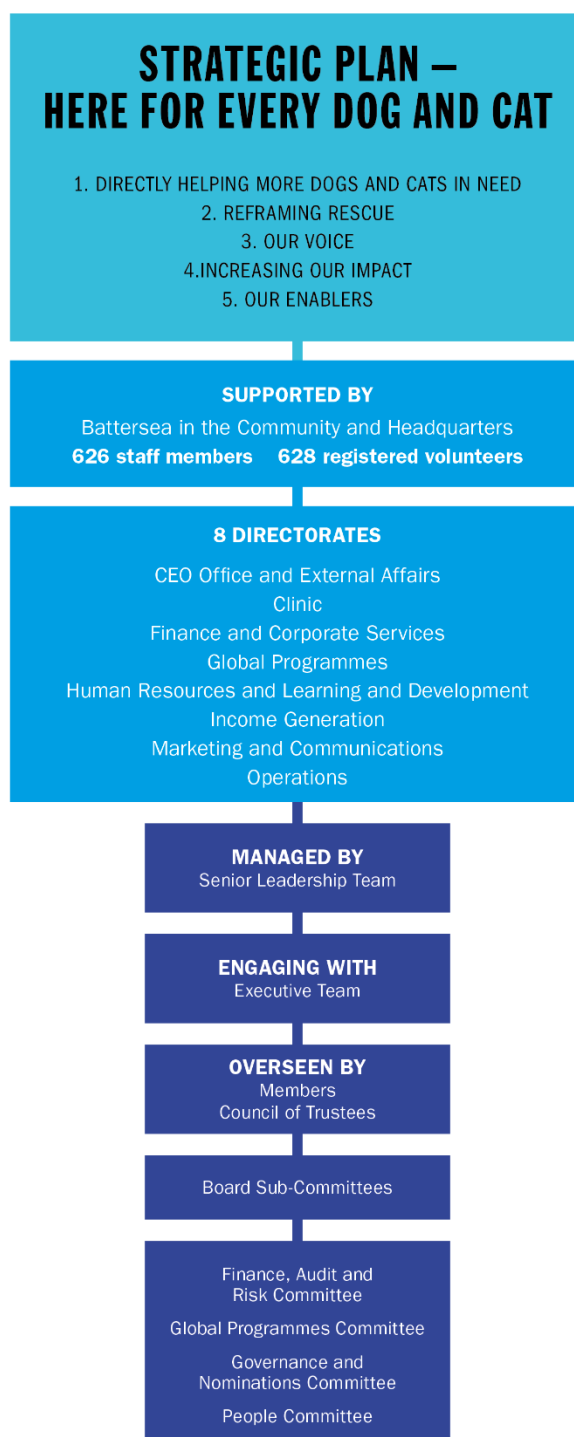 STRATEGIC PLAN –
HERE FOR EVERY DOG AND CAT
1. DIRECTLY HELPING MORE DOGS AND CATS IN NEED
2. REFRAMING RESCUE
3. OUR VOICE
4.INCREASING OUR IMPACT
5. OUR ENABLERS
SUPPORTED BY
Battersea in the Community and Headquarters
626 staff members 628 registered volunteers
8 DIRECTORATES
CEO Office and External Affairs
Clinic
Finance and Corporate Services
Global Programmes
Human Resources and Learning and Development
Income Generation
Marketing and Communications
Operations
MANAGED BY
Senior Leadership Team
ENGAGING WITH
Executive Team
OVERSEEN BY
Members
Council of Trustees
Board Sub-Committees
Finance, Audit and
Risk Committee
Global Programmes Committee
Governance and
Nominations Committee
People Committee